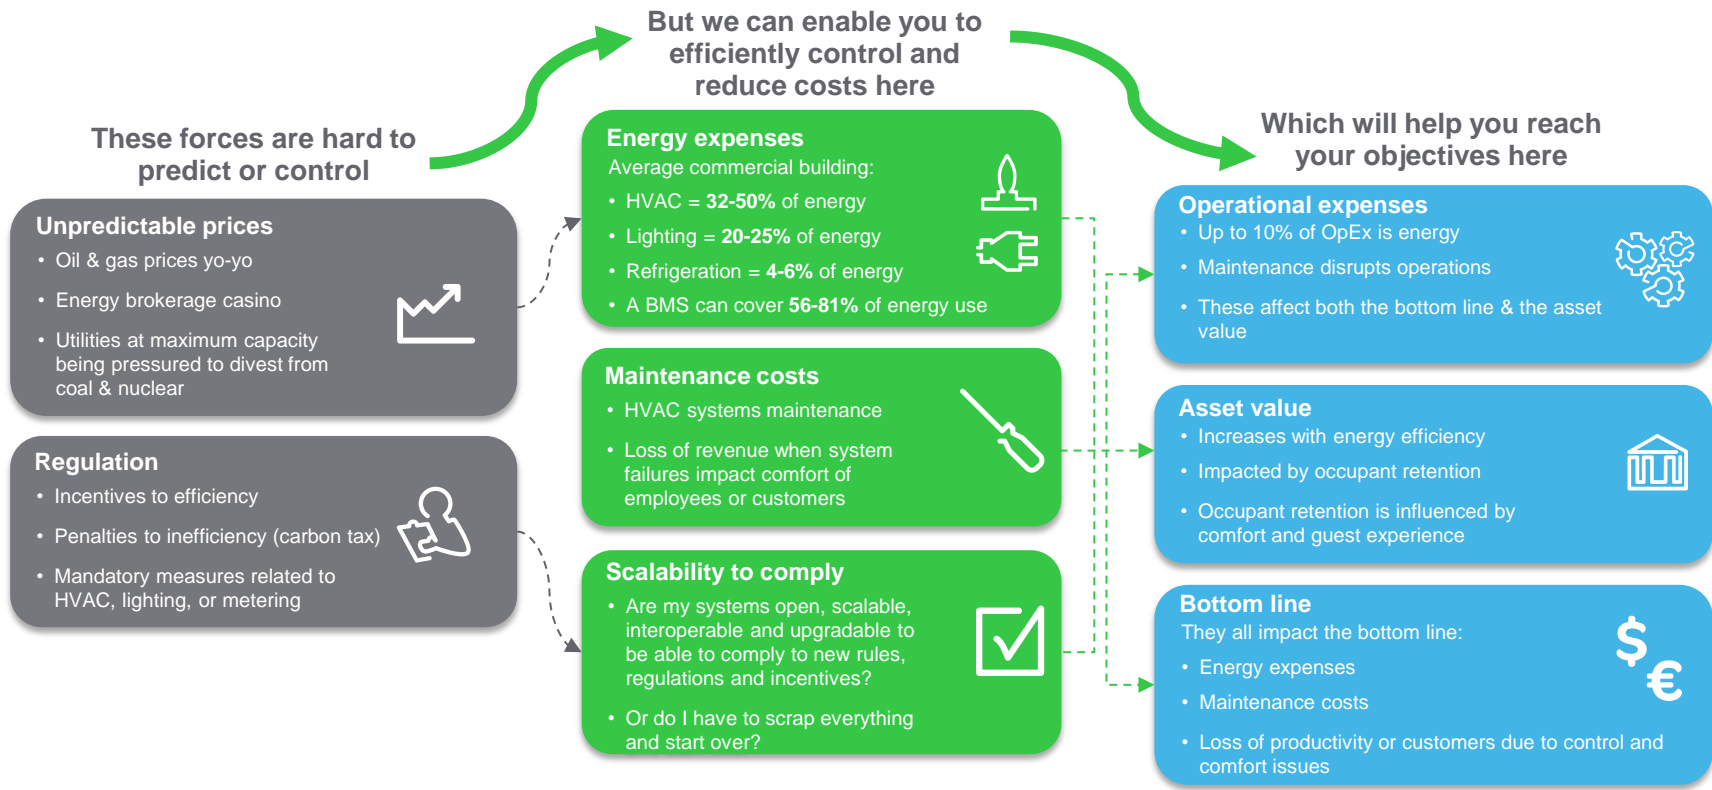 These forces are hard to
predict or control
Unpredictable prices
• Oil & gas prices yo-yo
• Energy brokerage casino
• Utilities at maximum capacity
being pressured to divest from
coal & nuclear
Regulation
• Incentives to efficiency
• Penalties to inefficiency (carbon tax)
• Mandatory measures related to
HVAC, lighting, or metering
But we can enable you to
efficiently control and
reduce costs here
Energy expenses
Average commercial building:
• HVAC = 32-50% of energy
• Lighting = 20-25% of energy
• Refrigeration = 4-6% of energy
• A BMS can cover 56-81% of energy use
Maintenance costs
• HVAC systems maintenance
• Loss of revenue when system
failures impact comfort of
employees or customers
Scalability to comply
• Are my systems open, scalable,
interoperable and upgradable to
be able to comply to new rules,
regulations and incentives?
• Or do I have to scrap everything
and start over?
Which will help you reach
your objectives here
Operational expenses
• Up to 10% of OpEx is energy
• Maintenance disrupts operations
• These affect both the bottom line & the asset
value
Asset value
• Increases with energy efficiency
• Impacted by occupant retention
• Occupant retention is influenced by
comfort and guest experience
Bottom line
They all impact the bottom line:
• Energy expenses
• Maintenance costs
• Loss of productivity or customers due to control and
comfort issues
$
€